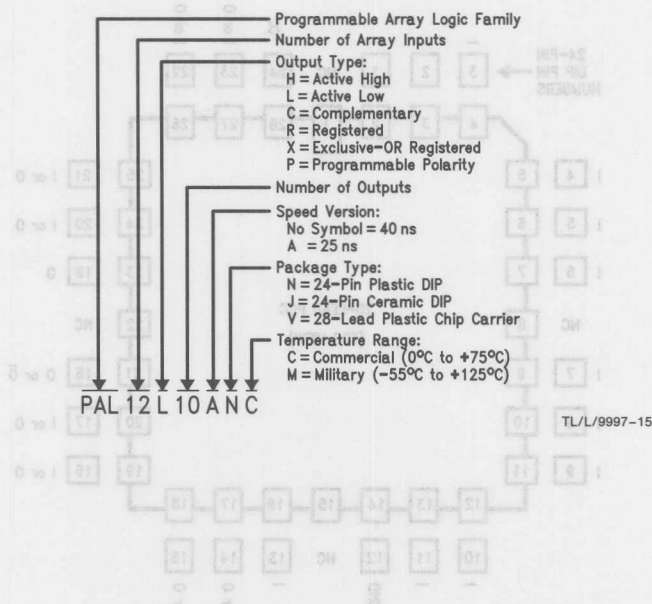 Programmable Array Logic Family
Number of Array Inputs
Output Type:
H = Active High
L = Active Low
C = Complementary
R = Registered
X = Exclusive-OR Registered
P = Programmable Polarity
Number of Outputs
Speed Version:
No Symbol = 40 ns
A = 25 ns
Package Type:
N = 24-Pin Plastic DIP
J = 24-Pin Ceramic DIP
V = 28-Lead Plastic Chip Carrier
Temperature Range:
C = Commercial (0°C to +75°C)
M = Military (-55°C to +125°C)
PAL 12 L 10 A N C
TL/L/9997-15